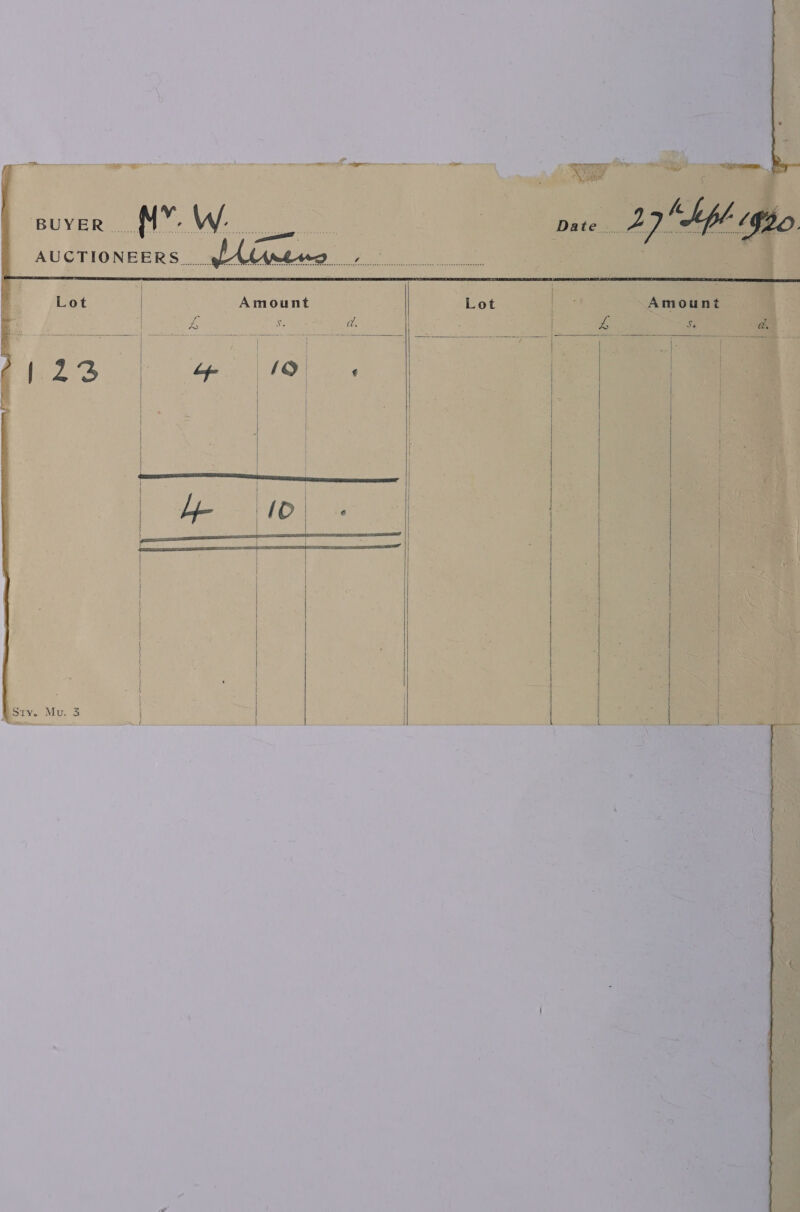 BUYER Mr. W. Date 27th Sept 1920.
AUCTIONEERS Stevens
Lot Amount Lot Amount
£ s. d. £ s. d.
123 4 10 .
4 10 .
Sty. Mu. 3